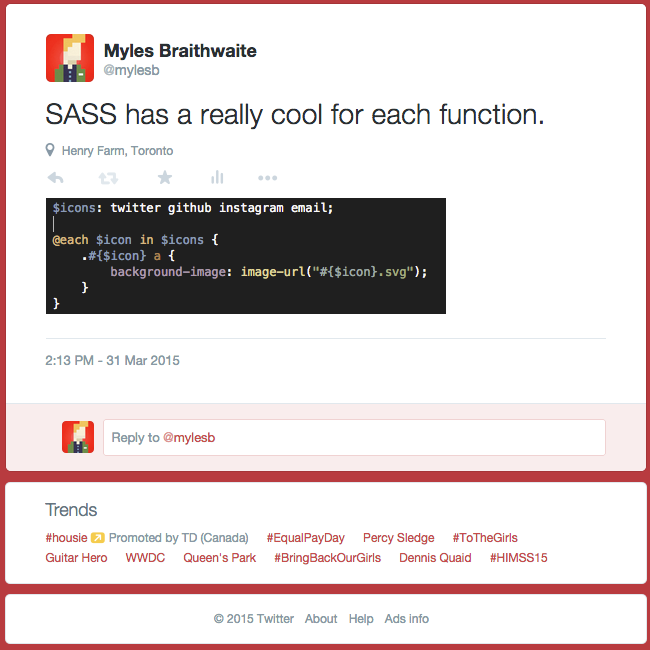 Myles Braithwaite
@mylesb
SASS has a really cool for each function.
Henry Farm, Toronto
$icons: twitter github instagram email;
@each $icon in $icons {
    .#{$icon} a {
        background-image: image-url("#{$icon}.svg");
    }
}
2:13 PM - 31 Mar 2015
Reply to @mylesb
Trends
#housie Promoted by TD (Canada) #EqualPayDay Percy Sledge #ToTheGirls
Guitar Hero WWDC Queen's Park #BringBackOurGirls Dennis Quaid #HIMSS15
© 2015 Twitter About Help Ads info